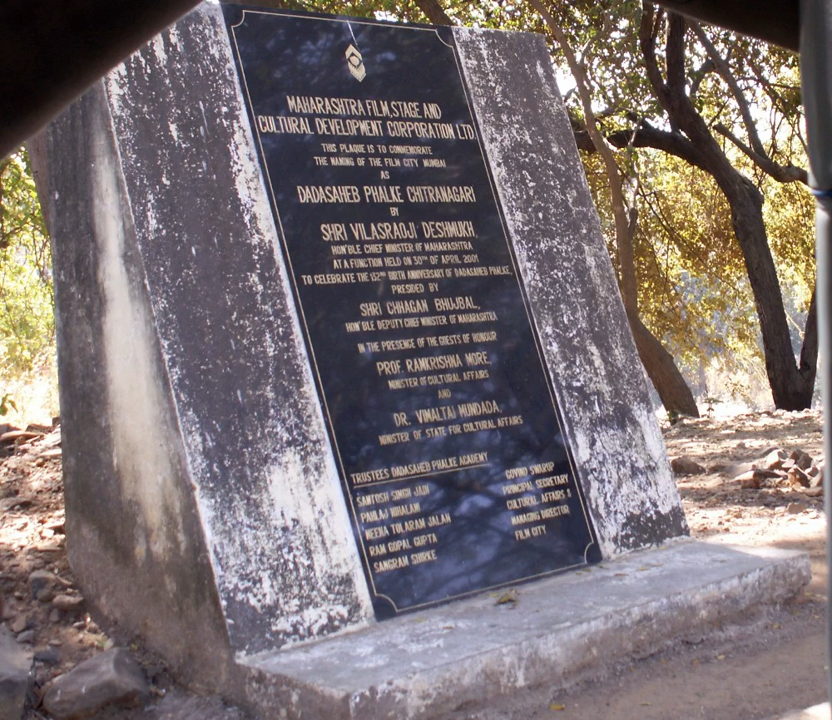 MAHARASHTRA FILM, STAGE AND
CULTURAL DEVELOPMENT CORPORATION LTD
THIS PLAQUE IS TO COMMEMORATE
THE NAMING OF THE FILM CITY MUMBAI
AS
DADASAHEB PHALKE CHITRANAGARI
BY
SHRI VILASRAOJI DESHMUKH,
HON'BLE CHIEF MINISTER OF MAHARASHTRA
AT A FUNCTION HELD ON 30TH OF APRIL 2001
TO CELEBRATE THE 132ND BIRTH ANNIVERSARY OF DADASAHEB PHALKE,
PRESIDED BY
SHRI CHHAGAN BHUJBAL,
HON'BLE DEPUTY CHIEF MINISTER OF MAHARASHTRA
IN THE PRESENCE OF THE GUESTS OF HONOUR
PROF. RAMKRISHNA MORE,
MINISTER OF CULTURAL AFFAIRS
AND
DR. VIMALTAI MUNDADA,
MINISTER OF STATE FOR CULTURAL AFFAIRS
TRUSTEES DADASAHEB PHALKE ACADEMY
SANTOSH SINGH JAIN
PAHLAJ NIHALANI
MEENA TOLARAM JALAN
RAM GOPAL GUPTA
SANGRAM SHIRKE
GOVIND SWARUP
PRINCIPAL SECRETARY
CULTURAL AFFAIRS &
MANAGING DIRECTOR
FILM CITY